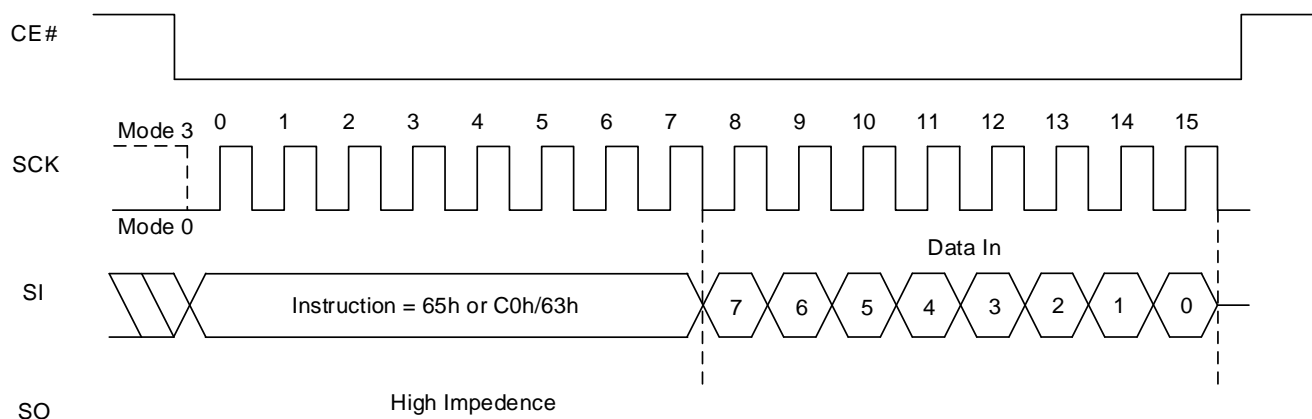 CE#
Mode 3
0 1 2 3 4 5 6 7 8 9 10 11 12 13 14 15
SCK
Mode 0
Data In
SI
Instruction = 65h or C0h/63h
7 6 5 4 3 2 1 0
High Impedence
SO